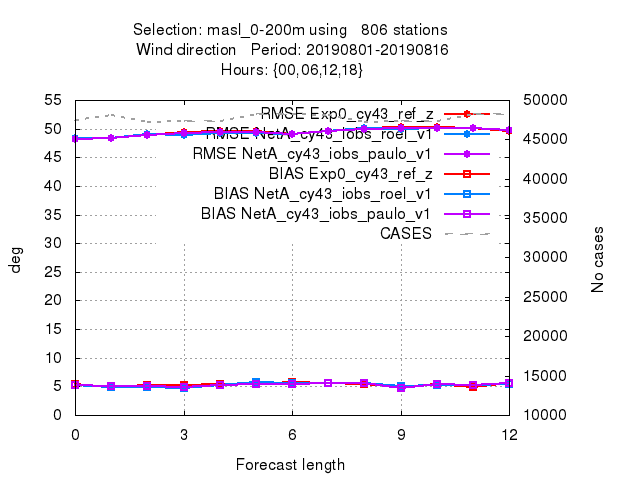 Selection: masl_0-200m using   806 stations
Wind direction   Period: 20190801-20190816
Hours: {00,06,12,18}
RMSE Exp0_cy43_ref_z
RMSE NetA_cy43_iobs_roel_v1
RMSE NetA_cy43_iobs_paulo_v1
BIAS Exp0_cy43_ref_z
BIAS NetA_cy43_iobs_roel_v1
BIAS NetA_cy43_iobs_paulo_v1
CASES
55
50
45
40
35
30
25
20
15
10
5
0
deg
50000
45000
40000
35000
30000
25000
20000
15000
10000
No cases
0 3 6 9 12
Forecast length